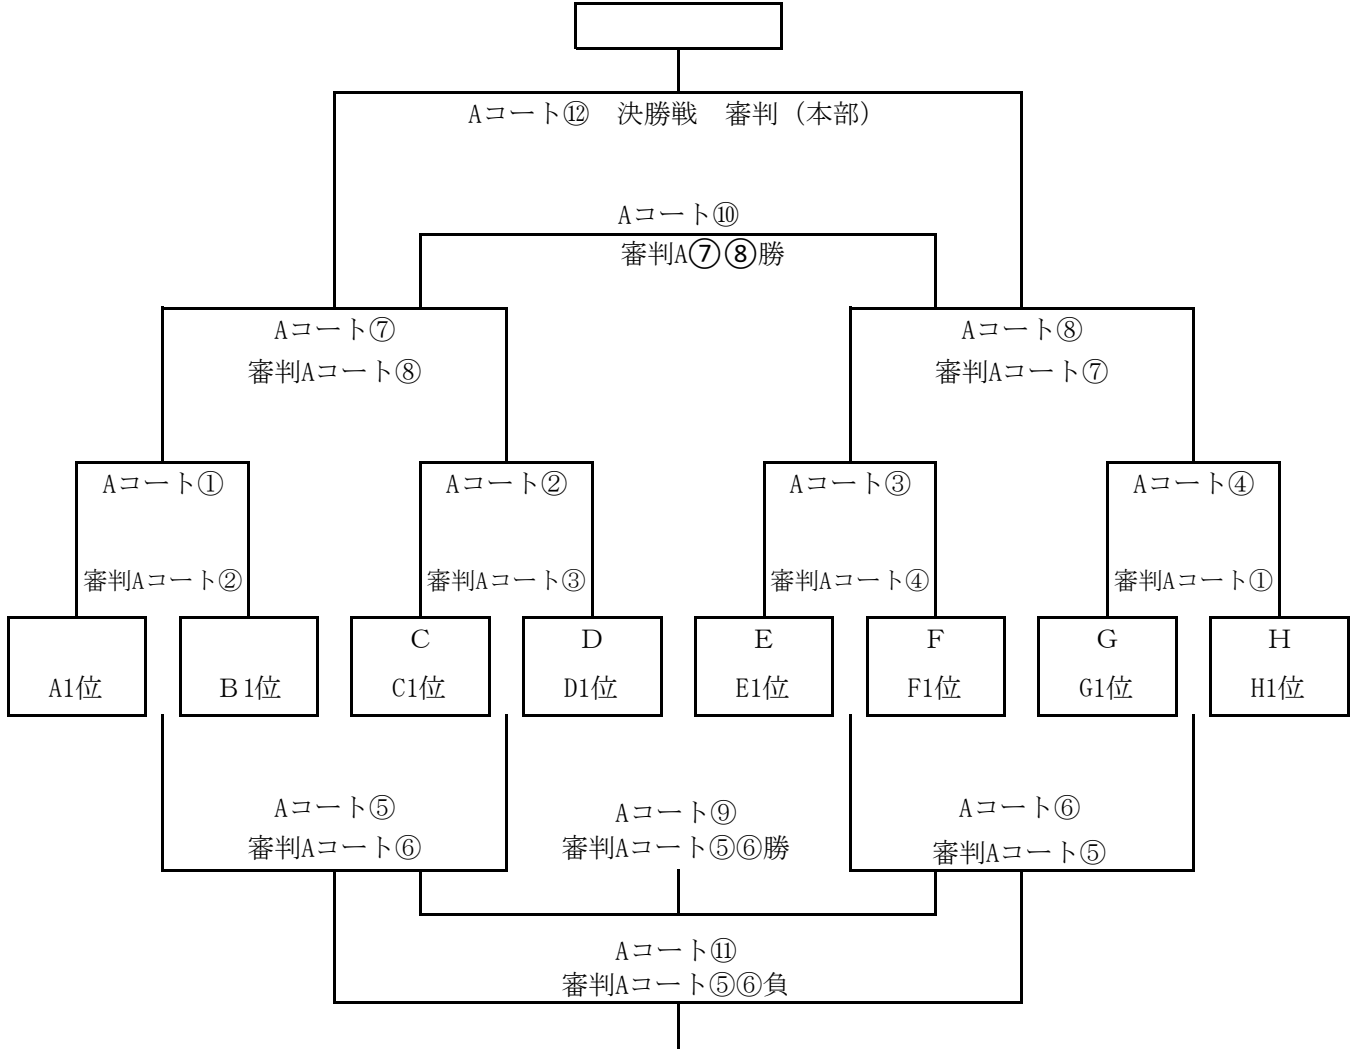 Aコート⑫　決勝戦　審判（本部）
Aコート⑩
審判A⑦⑧勝
Aコート⑦
Aコート⑧
審判Aコート⑧
審判Aコート⑦
Aコート①
Aコート②
Aコート③
Aコート④
審判Aコート②
審判Aコート③
審判Aコート④
審判Aコート①
C
D
E
F
G
H
A1位
Ｂ1位
C1位
D1位
E1位
F1位
G1位
H1位
Aコート⑤
Aコート⑨
Aコート⑥
審判Aコート⑥
審判Aコート⑤⑥勝
審判Aコート⑤
Aコート⑪
審判Aコート⑤⑥負